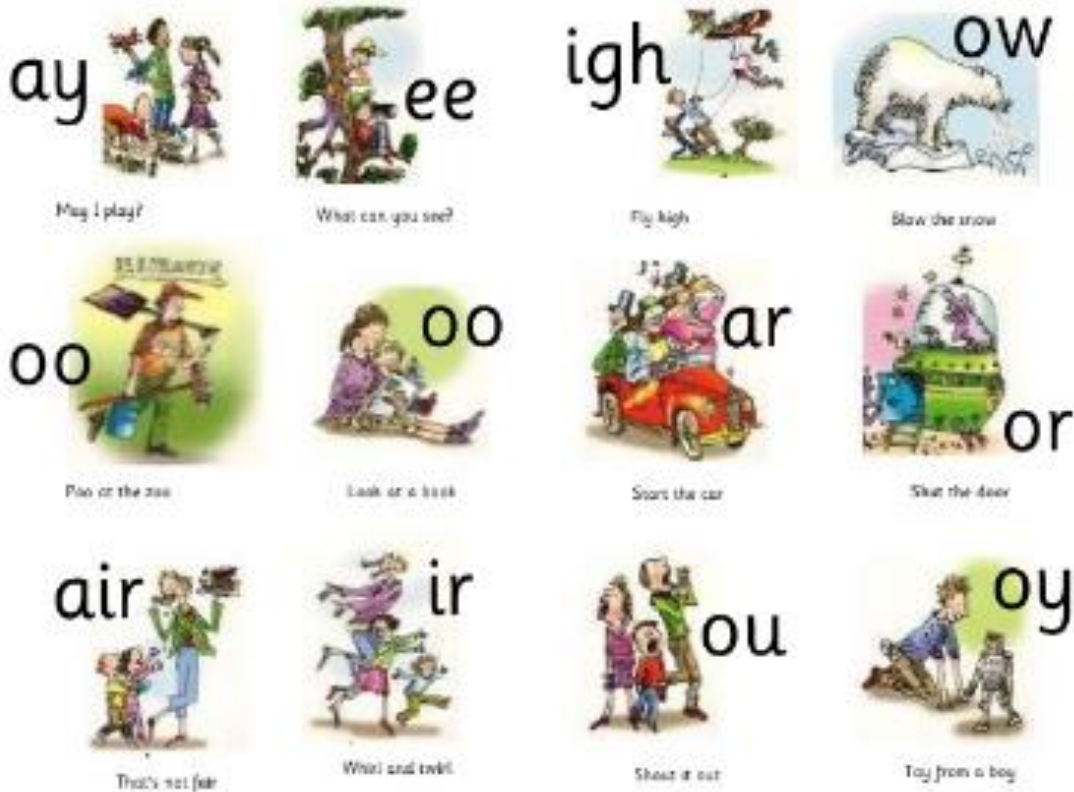 ay
ee
igh
ow
May I play?
What can you see?
Fly high
Blow the snow
oo
oo
ar
or
Poo at the zoo
Look at a book
Start the car
Shut the door
air
ir
ou
oy
That's not fair
Whirl and twirl
Shout it out
Toy from a boy